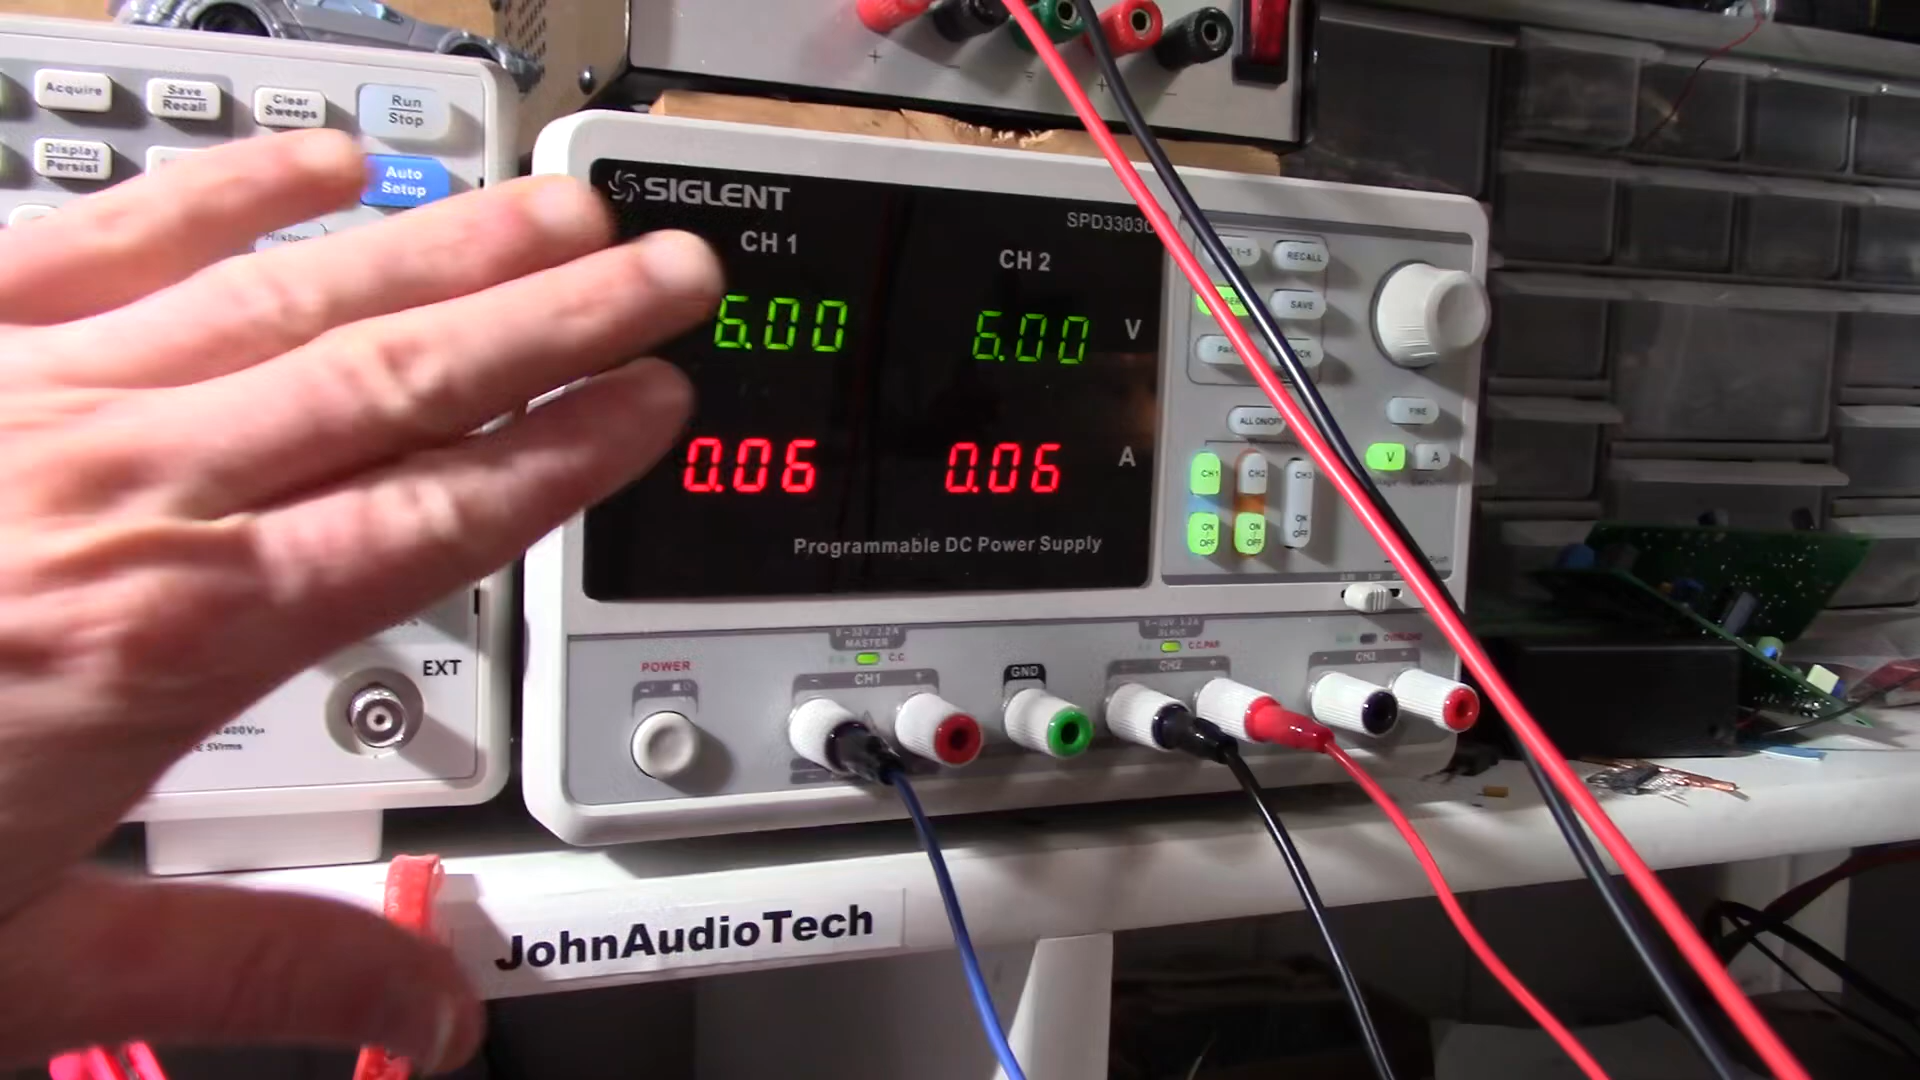 Acquire
Save
Recall
Clear
Sweeps
Run
Stop
Display
Persist
Auto
Setup
EXT
SIGLENT
CH 1
CH 2
6.00
6.00
V
0.06
0.06
A
Programmable DC Power Supply
RECALL
SAVE
FINE
ALL ON/OFF
V
A
CH1
CH2
CH3
ON
OFF
ON
OFF
ON
OFF
POWER
MASTER
C.C.
- CH1 +
GND
- CH2 +
- CH3 +
JohnAudioTech